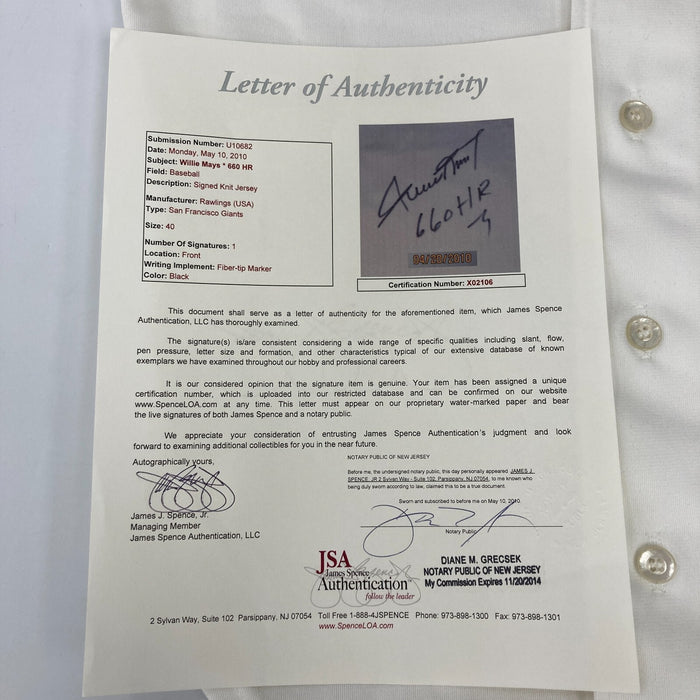 Letter of Authenticity
Submission Number: U10682
Date: Monday, May 10, 2010
Subject: Willie Mays * 660 HR
Field: Baseball
Description: Signed Knit Jersey
Manufacturer: Rawlings (USA)
Type: San Francisco Giants
Size: 40
Number Of Signatures: 1
Location: Front
Writing Implement: Fiber-tip Marker
Color: Black
660 HR
04/20/2010
Certification Number: X02106
This document shall serve as a letter of authenticity for the aforementioned item, which James Spence
Authentication, LLC has thoroughly examined.
The signature(s) is/are consistent considering a wide range of specific qualities including slant, flow,
pen pressure, letter size and formation, and other characteristics typical of our extensive database of known
exemplars we have examined throughout our hobby and professional careers.
It is our considered opinion that the signature item is genuine. Your item has been assigned a unique
certification number, which is uploaded into our restricted database and can be confirmed on our website
www.SpenceLOA.com at any time. This letter must appear on our proprietary water-marked paper and bear
the live signatures of both James Spence and a notary public.
We appreciate your consideration of entrusting James Spence Authentication's judgment and look
forward to examining additional collectibles for you in the near future.
Autographically yours,
James J. Spence, Jr.
Managing Member
James Spence Authentication, LLC
NOTARY PUBLIC OF NEW JERSEY
Before me, the undersigned notary public, this day personally appeared JAMES J.
SPENCE, JR 2 Sylvan Way - Suite 102, Parsippany, NJ 07054, to me known who
being duly sworn according to law, claimed this to be a true document.
Sworn and subscribed to before me on May 10, 2010.
Notary Public
DIANE M. GRECSEK
NOTARY PUBLIC OF NEW JERSEY
My Commission Expires 11/20/2014
JSA
James Spence
Authentication
follow the leader
2 Sylvan Way, Suite 102 Parsippany, NJ 07054 Toll Free 1-888-4JSPENCE Phone: 973-898-1300 Fax: 973-898-1301
www.SpenceLOA.com